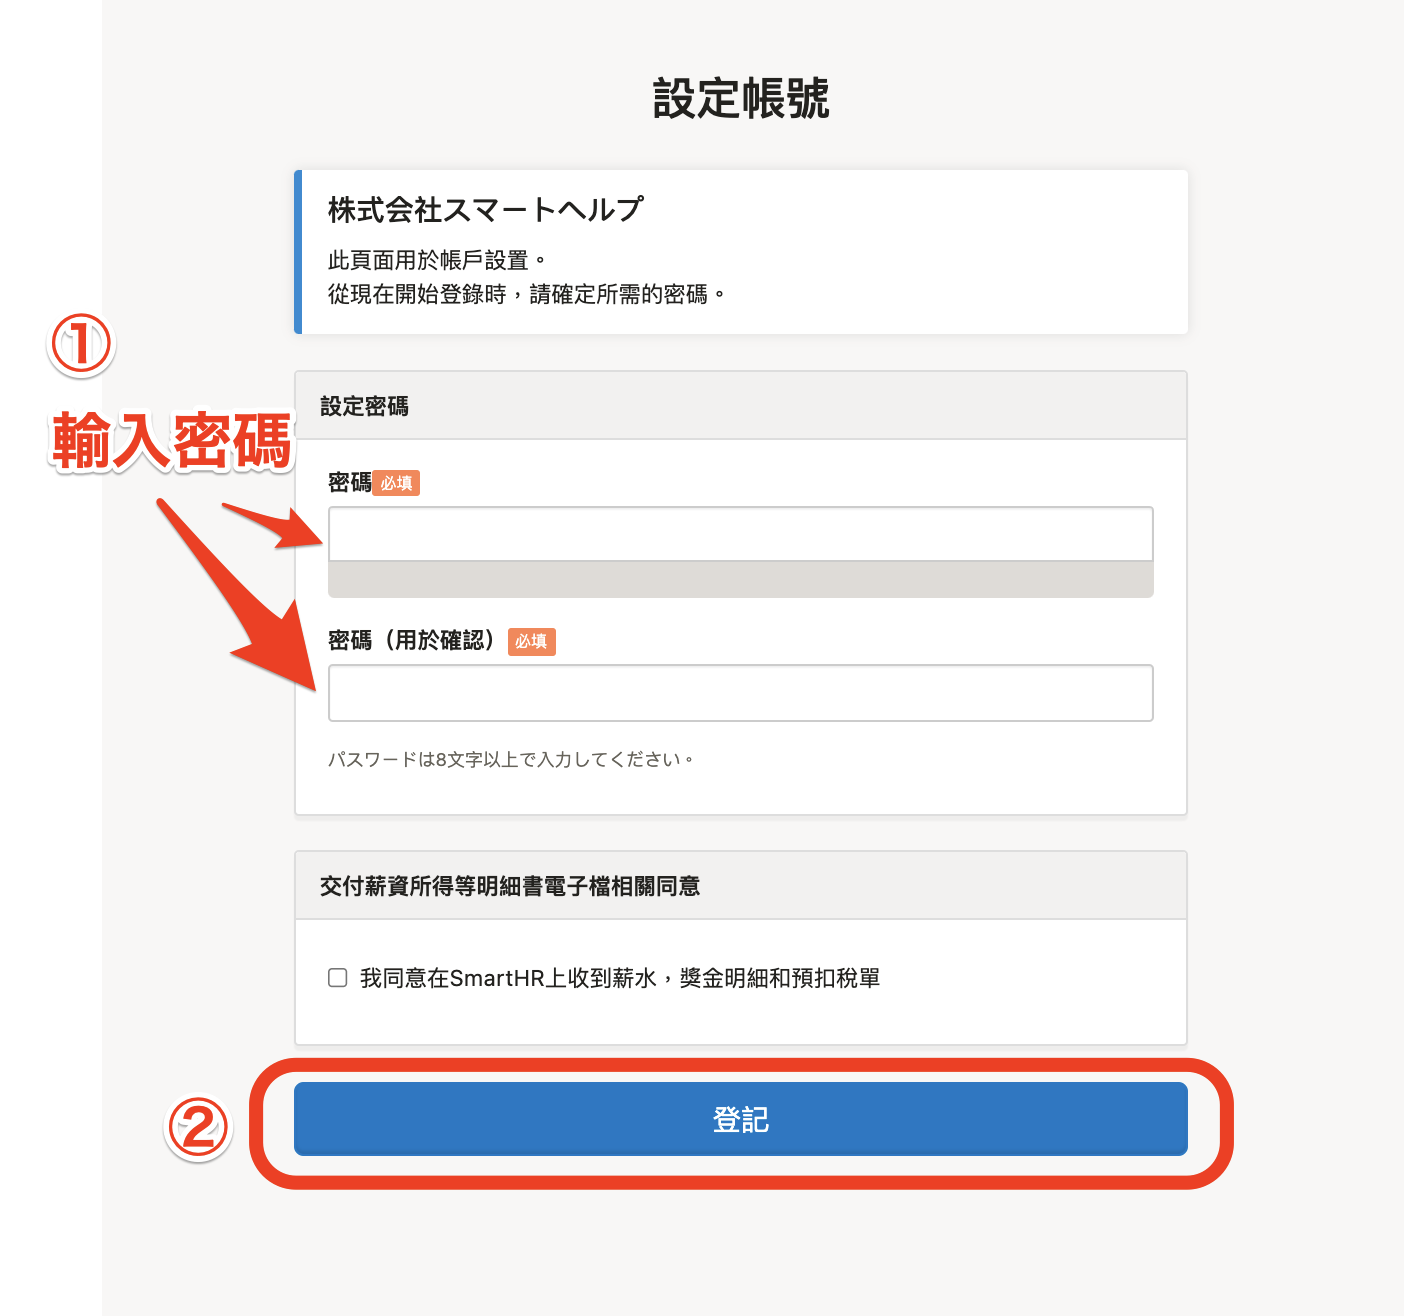 設定帳號
株式会社スマートヘルプ
此頁面用於帳戶設置。
從現在開始登錄時，請確定所需的密碼。
①
輸入密碼
設定密碼
密碼 必填
密碼（用於確認） 必填
パスワードは8文字以上で入力してください。
交付薪資所得等明細書電子檔相關同意
我同意在SmartHR上收到薪水，獎金明細和預扣稅單
②
登記